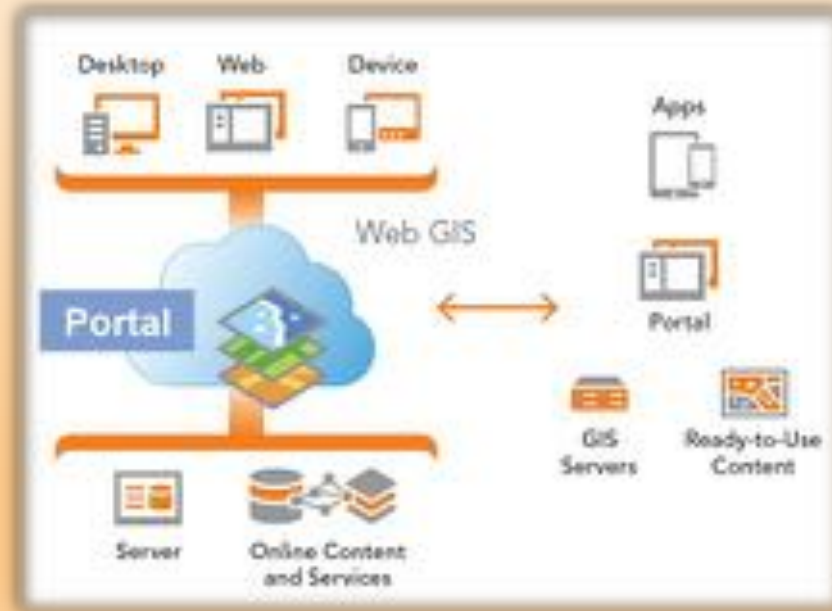 Desktop Web Device
Apps
Web GIS
Portal
Portal
GIS
Servers
Ready-to-Use
Content
Server
Online Content
and Services